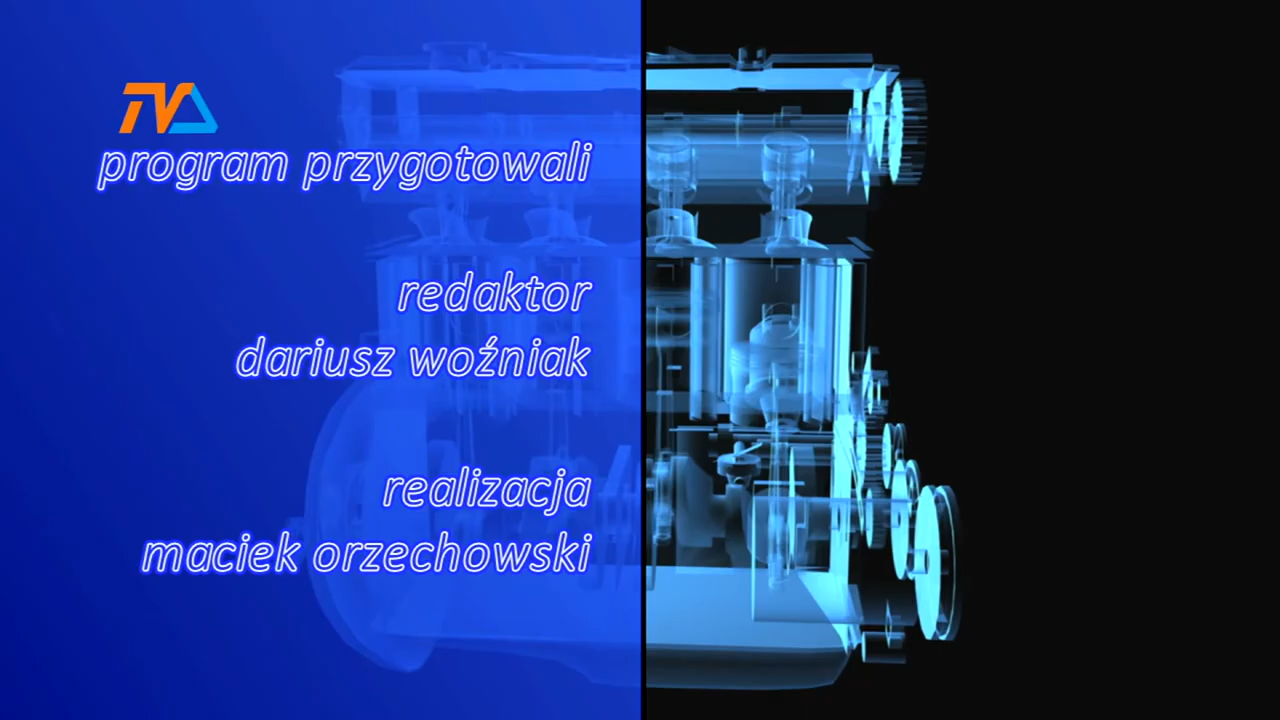 TVA
program przygotowali
redaktor
dariusz woźniak
realizacja
maciek orzechowski